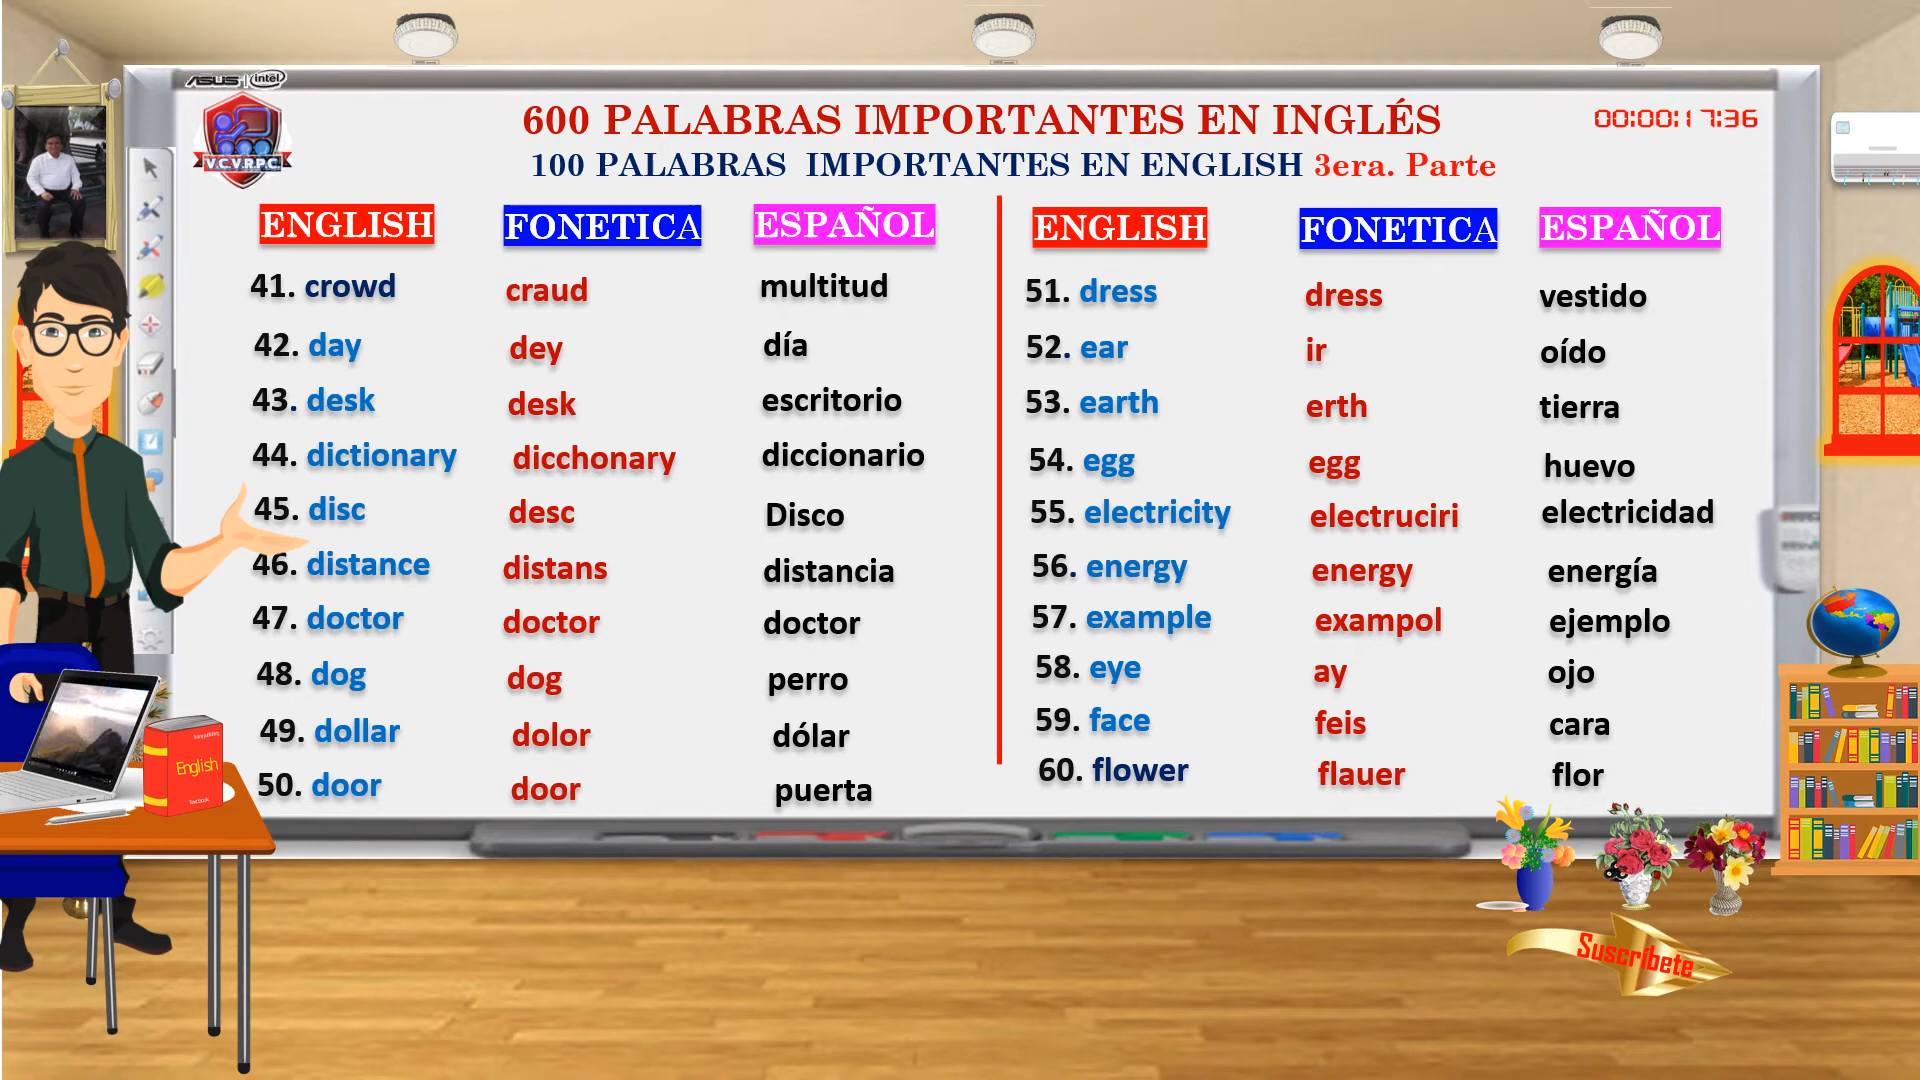 ASUS intel
V.C.V.R.P.C.
600 PALABRAS IMPORTANTES EN INGLÉS
00:00:17:36
100 PALABRAS IMPORTANTES EN ENGLISH 3era. Parte
ENGLISH FONETICA ESPAÑOL
41. crowd craud multitud
42. day dey día
43. desk desk escritorio
44. dictionary dicchonary diccionario
45. disc desc Disco
46. distance distans distancia
47. doctor doctor doctor
48. dog dog perro
49. dollar dolor dólar
50. door door puerta
ENGLISH FONETICA ESPAÑOL
51. dress dress vestido
52. ear ir oído
53. earth erth tierra
54. egg egg huevo
55. electricity electruciri electricidad
56. energy energy energía
57. example exampol ejemplo
58. eye ay ojo
59. face feis cara
60. flower flauer flor
English
Suscríbete